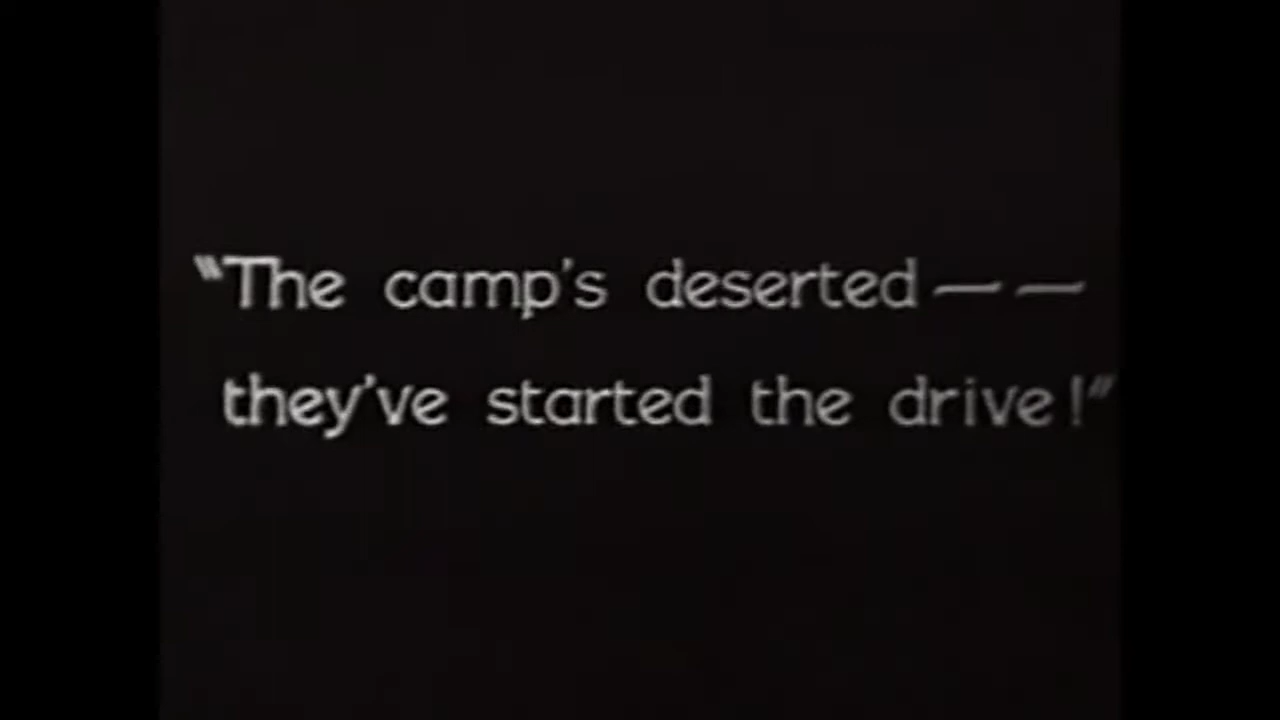 “The camp’s deserted — —
they’ve started the drive!”